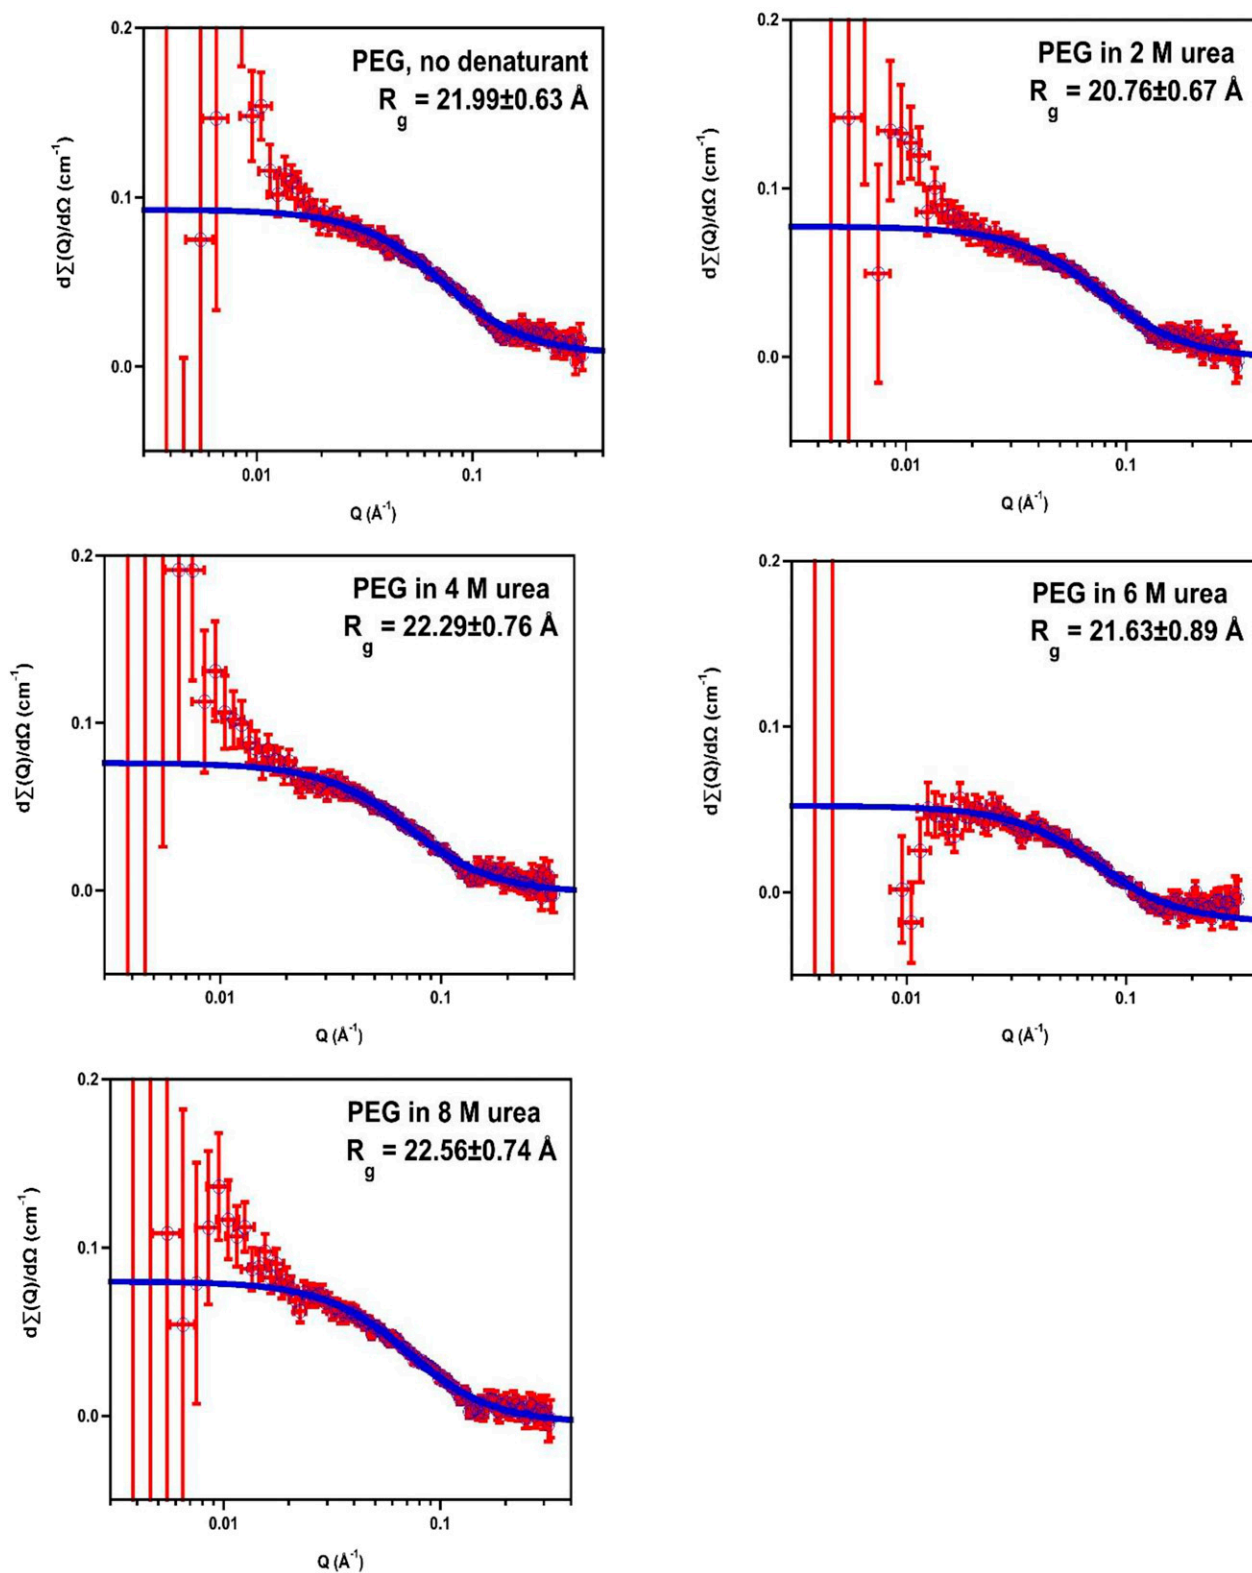 PEG, no denaturant
Rg = 21.99±0.63 Å
0.2
0.1
0.0
dΣ(Q)/dΩ (cm-1)
0.01 0.1
Q (Å-1)
PEG in 2 M urea
Rg = 20.76±0.67 Å
0.2
0.1
0.0
dΣ(Q)/dΩ (cm-1)
0.01 0.1
Q (Å-1)
PEG in 4 M urea
Rg = 22.29±0.76 Å
0.2
0.1
0.0
dΣ(Q)/dΩ (cm-1)
0.01 0.1
Q (Å-1)
PEG in 6 M urea
Rg = 21.63±0.89 Å
0.2
0.1
0.0
dΣ(Q)/dΩ (cm-1)
0.01 0.1
Q (Å-1)
PEG in 8 M urea
Rg = 22.56±0.74 Å
0.2
0.1
0.0
dΣ(Q)/dΩ (cm-1)
0.01 0.1
Q (Å-1)